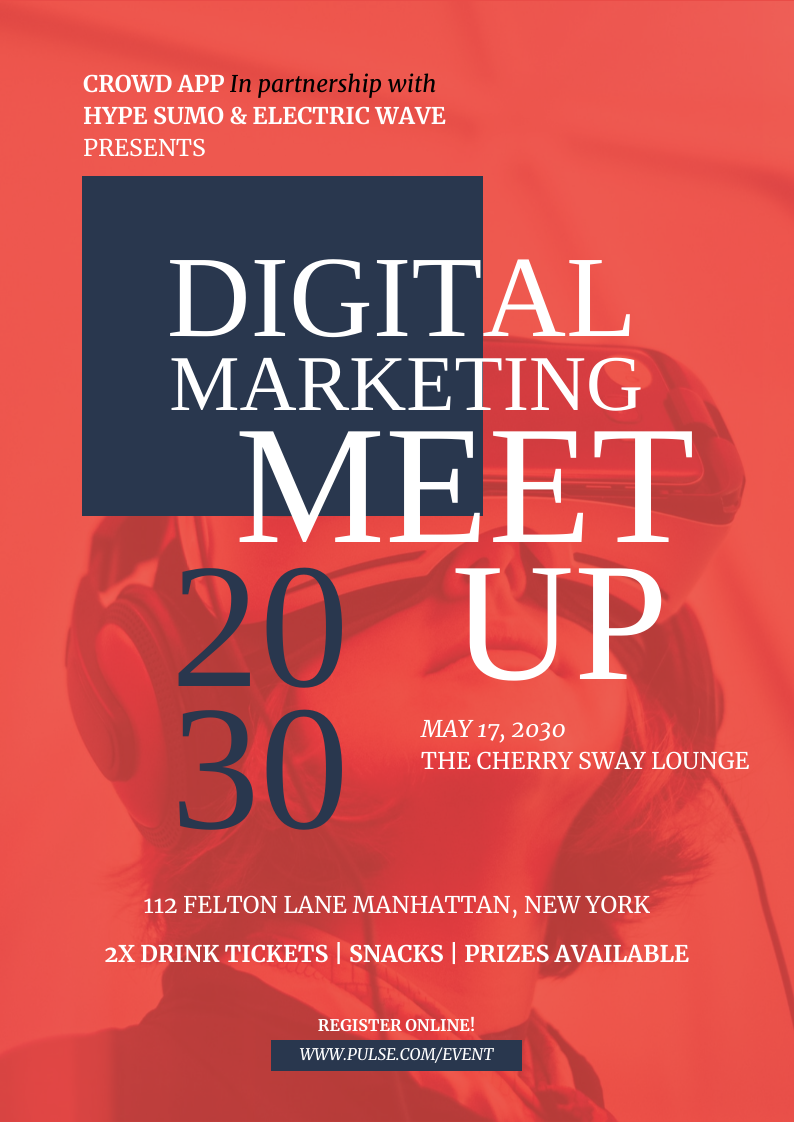 CROWD APP In partnership with
HYPE SUMO & ELECTRIC WAVE
PRESENTS
DIGITAL
MARKETING
MEET
UP
20
30
MAY 17, 2030
THE CHERRY SWAY LOUNGE
112 FELTON LANE MANHATTAN, NEW YORK
2X DRINK TICKETS | SNACKS | PRIZES AVAILABLE
REGISTER ONLINE!
WWW.PULSE.COM/EVENT